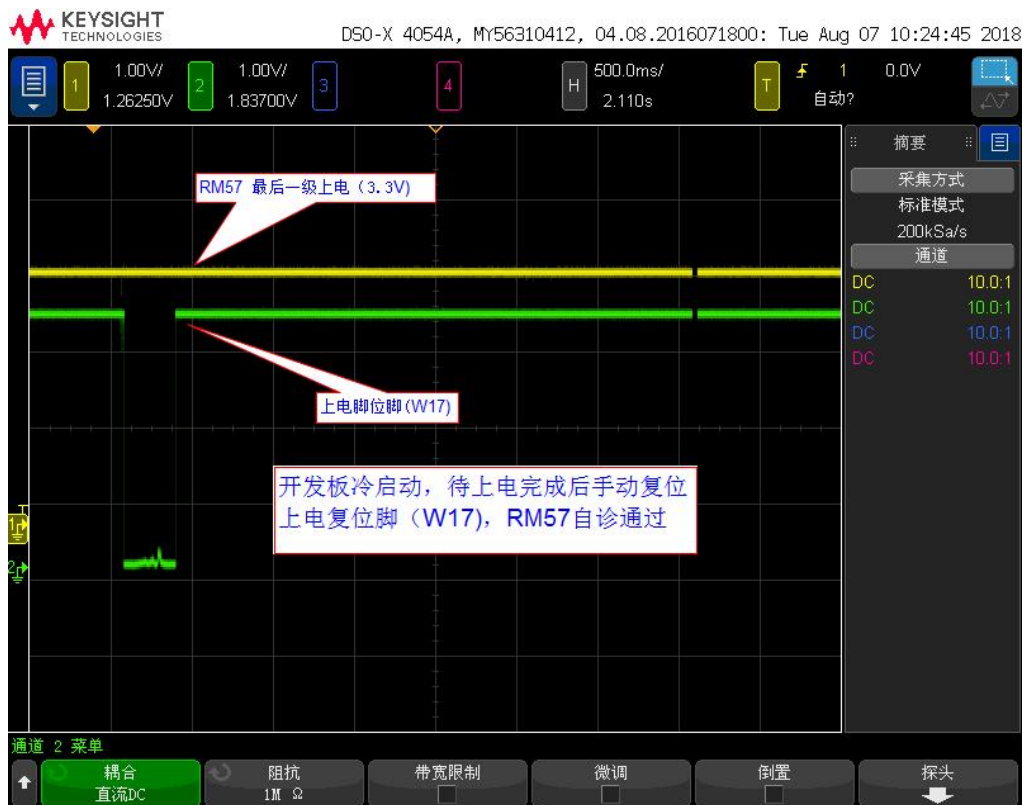 KEYSIGHT
TECHNOLOGIES
DSO-X 4054A, MY56310412, 04.08.2016071800: Tue Aug 07 10:24:45 2018
1 1.00V/ 1.26250V
2 1.00V/ 1.83700V
3
4
H 500.0ms/ 2.110s
T 1 0.0V 自动?
摘要
采集方式
标准模式
200kSa/s
通道
DC 10.0:1
DC 10.0:1
DC 10.0:1
DC 10.0:1
RM57 最后一级上电（3.3V)
上电脚位脚(W17)
开发板冷启动，待上电完成后手动复位
上电复位脚（W17)，RM57自诊通过
T
1
2
通道 2 菜单
耦合
直流DC
阻抗
1M Ω
带宽限制
微调
倒置
探头